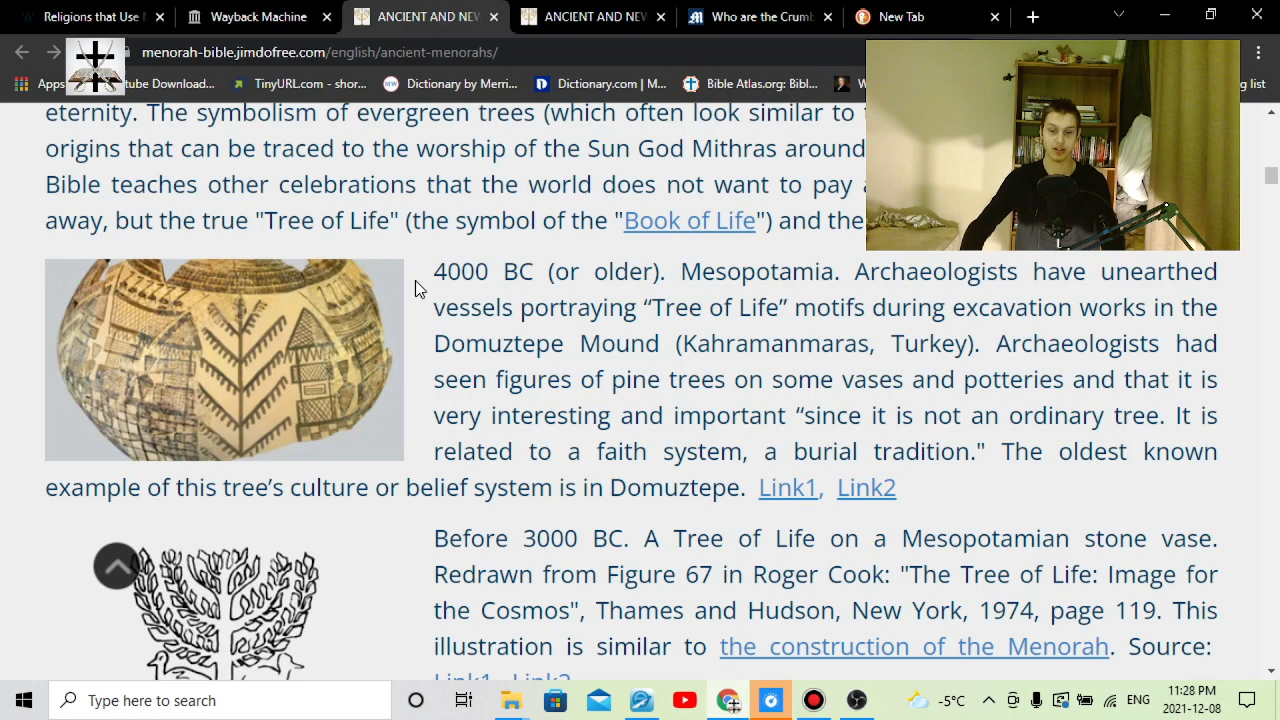 Religions that Use
Wayback Machine
ANCIENT AND NEW
ANCIENT AND NEW
Who are the Crumb
New Tab
menorah-bible.jimdofree.com/english/ancient-menorahs/
Apps
tube Download...
TinyURL.com - shor...
Dictionary by Merri...
Dictionary.com | M...
Bible Atlas.org: Bibl...
eternity. The symbolism of evergreen trees (which often look similar to
origins that can be traced to the worship of the Sun God Mithras around
Bible teaches other celebrations that the world does not want to pay
away, but the true "Tree of Life" (the symbol of the "Book of Life") and the
4000 BC (or older). Mesopotamia. Archaeologists have unearthed
vessels portraying “Tree of Life” motifs during excavation works in the
Domuztepe Mound (Kahramanmaras, Turkey). Archaeologists had
seen figures of pine trees on some vases and potteries and that it is
very interesting and important “since it is not an ordinary tree. It is
related to a faith system, a burial tradition." The oldest known
example of this tree’s culture or belief system is in Domuztepe. Link1, Link2
Before 3000 BC. A Tree of Life on a Mesopotamian stone vase.
Redrawn from Figure 67 in Roger Cook: "The Tree of Life: Image for
the Cosmos", Thames and Hudson, New York, 1974, page 119. This
illustration is similar to the construction of the Menorah. Source:
Link1, Link2
Type here to search
-5°C
ENG
11:28 PM
2021-12-08